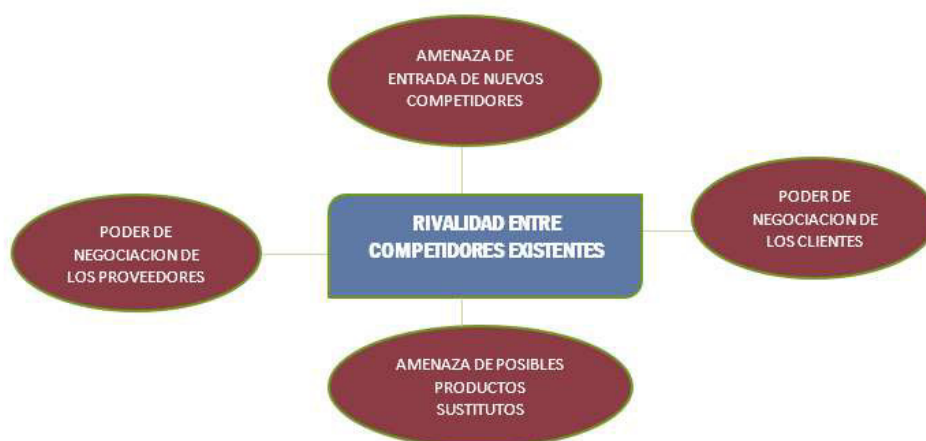 AMENAZA DE
ENTRADA DE NUEVOS
COMPETIDORES
PODER DE
NEGOCIACION DE
LOS PROVEEDORES
RIVALIDAD ENTRE
COMPETIDORES EXISTENTES
PODER DE
NEGOCIACION DE
LOS CLIENTES
AMENAZA DE POSIBLES
PRODUCTOS
SUSTITUTOS